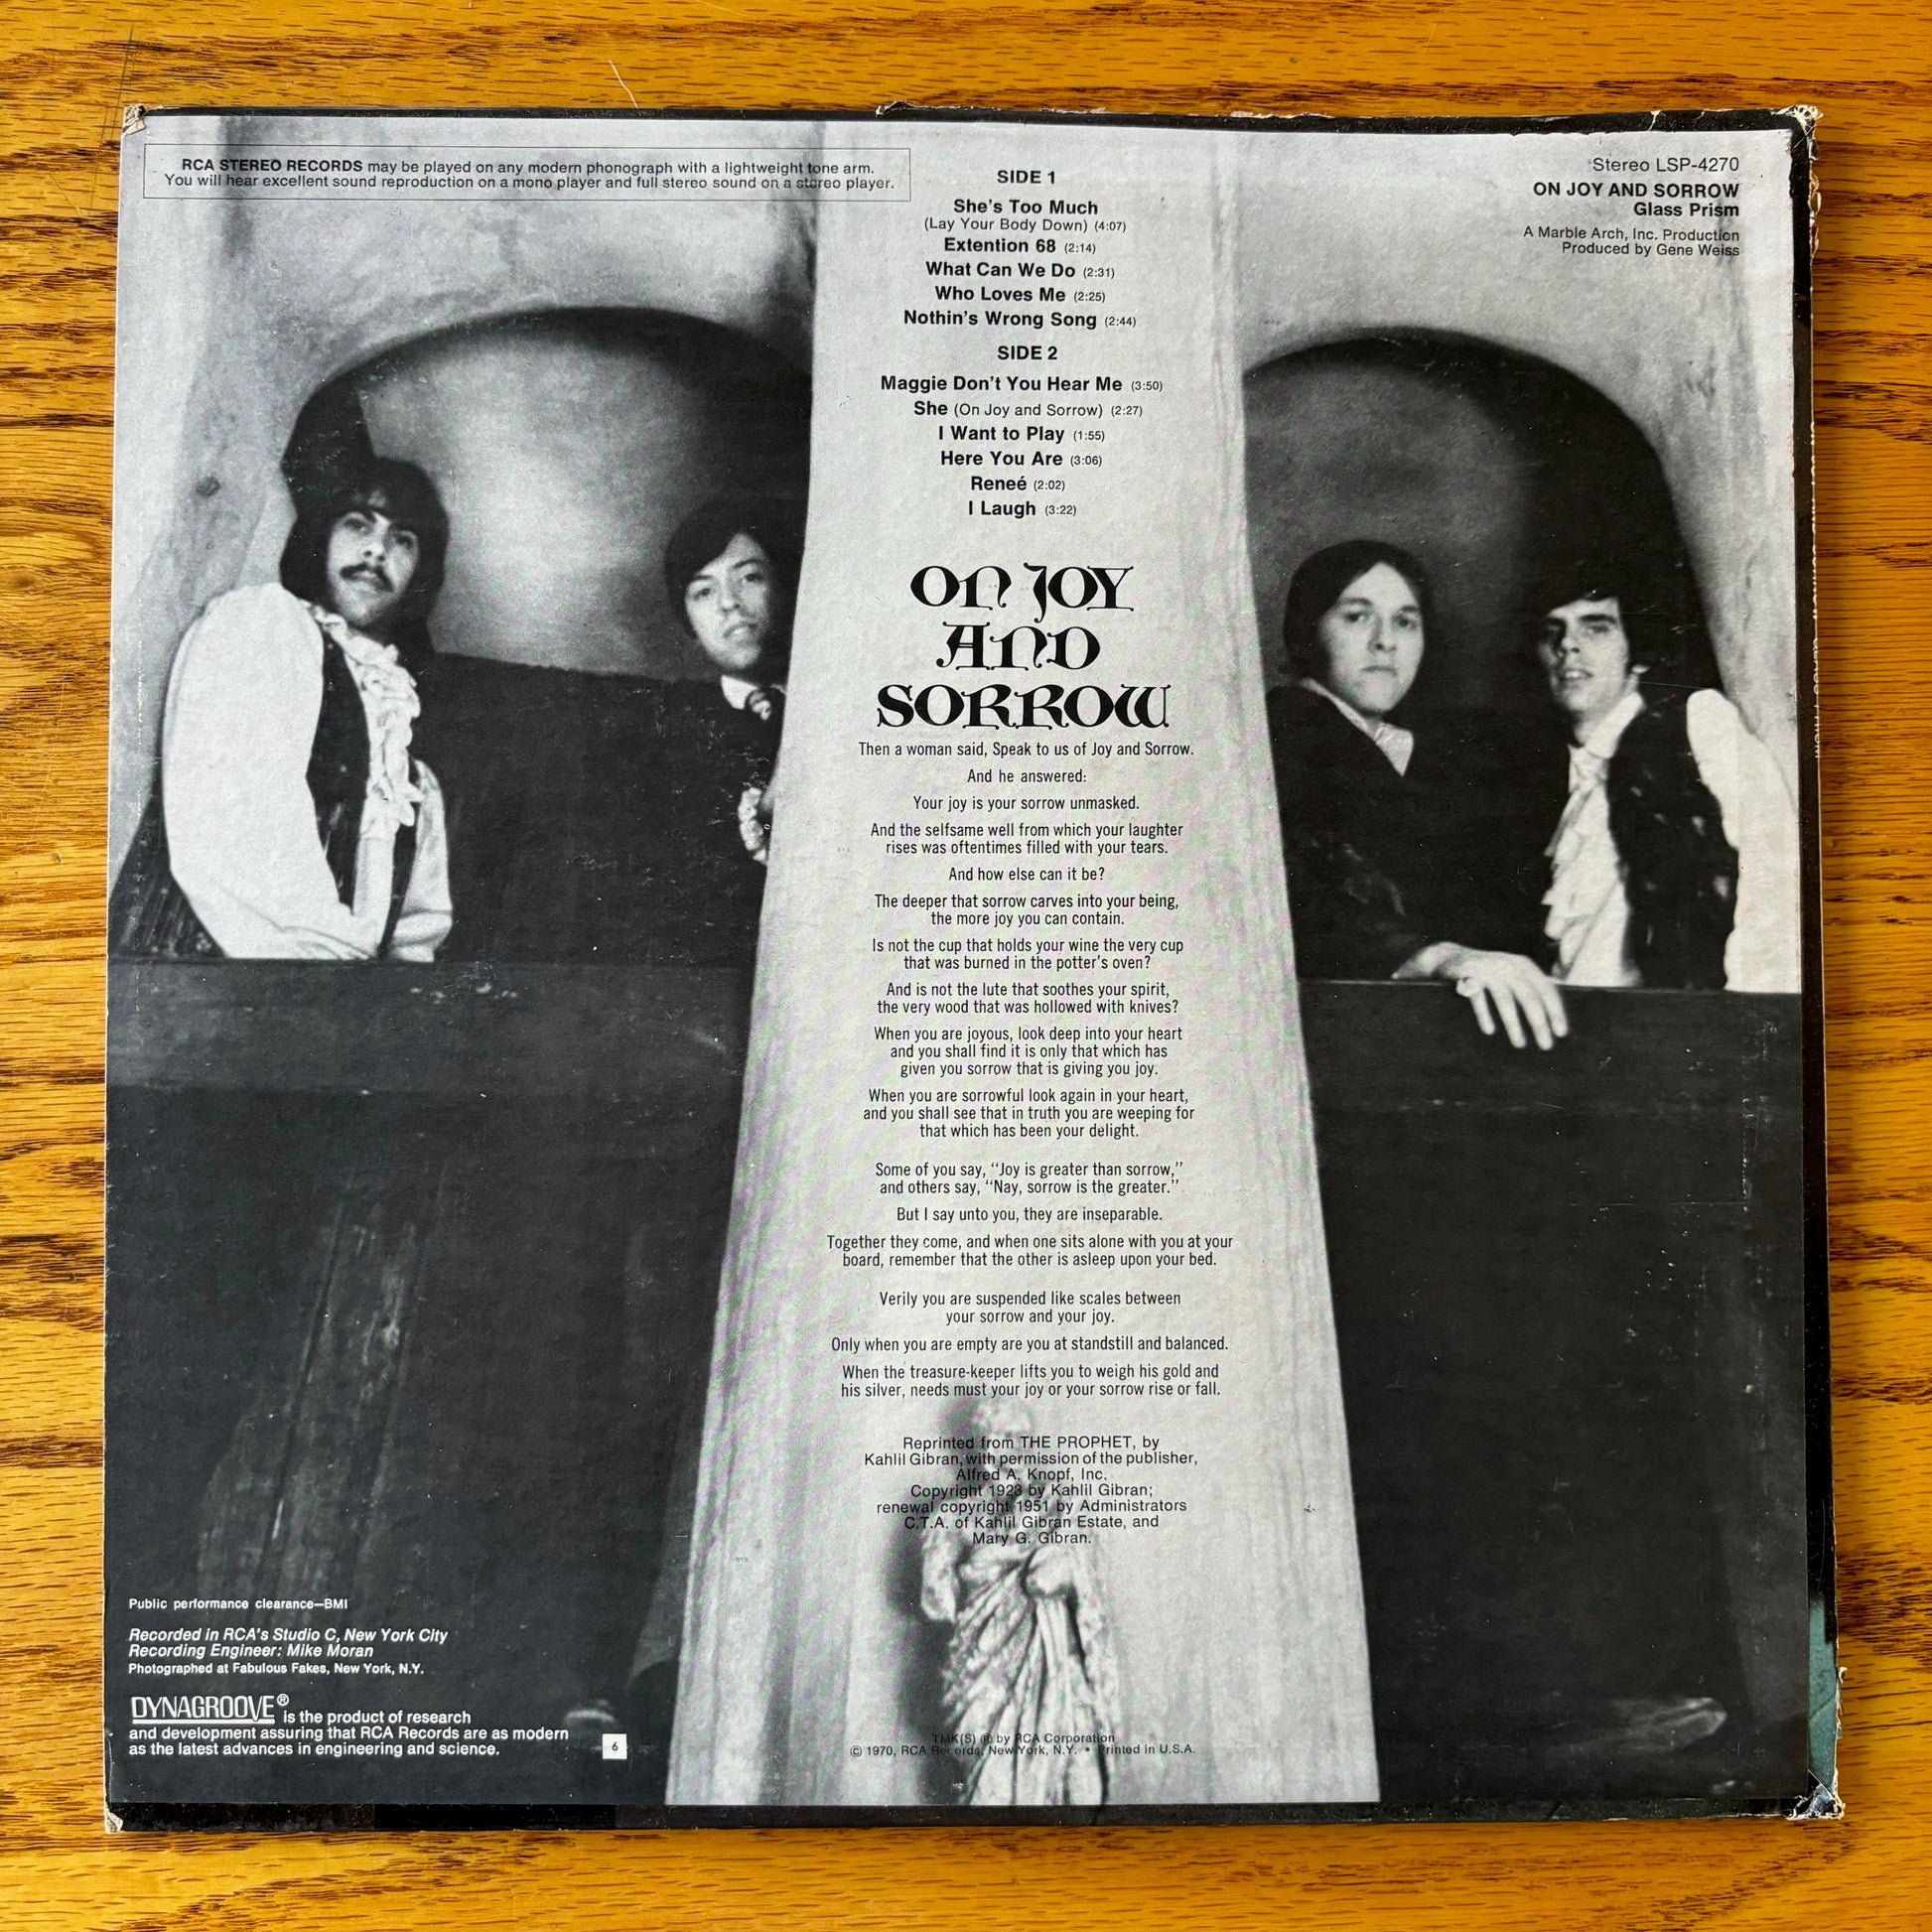 RCA STEREO RECORDS may be played on any modern phonograph with a lightweight tone arm.
You will hear excellent sound reproduction on a mono player and full stereo sound on a stereo player.
SIDE 1
She's Too Much
(Lay Your Body Down) (4:07)
Extention 68 (2:14)
What Can We Do (2:31)
Who Loves Me (2:25)
Nothin's Wrong Song (2:44)
SIDE 2
Maggie Don't You Hear Me (3:50)
She (On Joy and Sorrow) (2:27)
I Want to Play (1:55)
Here You Are (3:06)
Reneé (2:02)
I Laugh (3:22)
Stereo LSP-4270
ON JOY AND SORROW
Glass Prism
A Marble Arch, Inc. Production
Produced by Gene Weiss
ON JOY
AND
SORROW
Then a woman said, Speak to us of Joy and Sorrow.
And he answered:
Your joy is your sorrow unmasked.
And the selfsame well from which your laughter
rises was oftentimes filled with your tears.
And how else can it be?
The deeper that sorrow carves into your being,
the more joy you can contain.
Is not the cup that holds your wine the very cup
that was burned in the potter's oven?
And is not the lute that soothes your spirit,
the very wood that was hollowed with knives?
When you are joyous, look deep into your heart
and you shall find it is only that which has
given you sorrow that is giving you joy.
When you are sorrowful look again in your heart,
and you shall see that in truth you are weeping for
that which has been your delight.
Some of you say, "Joy is greater than sorrow,"
and others say, "Nay, sorrow is the greater."
But I say unto you, they are inseparable.
Together they come, and when one sits alone with you at your
board, remember that the other is asleep upon your bed.
Verily you are suspended like scales between
your sorrow and your joy.
Only when you are empty are you at standstill and balanced.
When the treasure-keeper lifts you to weigh his gold and
his silver, needs must your joy or your sorrow rise or fall.
Reprinted from THE PROPHET, by
Kahlil Gibran, with permission of the publisher,
Alfred A. Knopf, Inc.
Copyright 1923 by Kahlil Gibran;
renewal copyright 1951 by Administrators
C.T.A. of Kahlil Gibran Estate, and
Mary G. Gibran.
Public performance clearance—BMI
Recorded in RCA's Studio C, New York City
Recording Engineer: Mike Moran
Photographed at Fabulous Fakes, New York, N.Y.
DYNAGROOVE® is the product of research
and development assuring that RCA Records are as modern
as the latest advances in engineering and science.
6
TMK(S) ® by RCA Corporation
© 1970, RCA Records, New York, N.Y. • Printed in U.S.A.